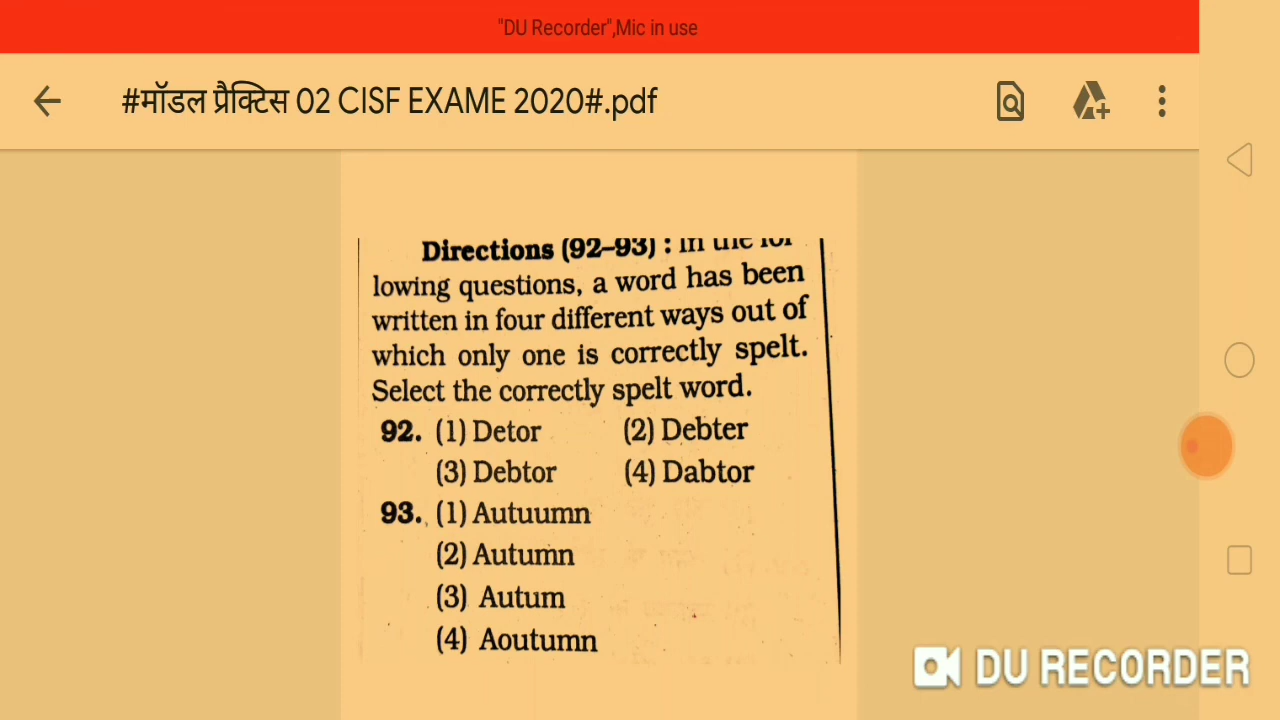 "DU Recorder",Mic in use
#मॉडल प्रैक्टिस 02 CISF EXAME 2020#.pdf
Directions (92–93) : In the fol
lowing questions, a word has been
written in four different ways out of
which only one is correctly spelt.
Select the correctly spelt word.
92. (1) Detor (2) Debter
(3) Debtor (4) Dabtor
93. (1) Autuumn
(2) Autumn
(3) Autum
(4) Aoutumn
DU RECORDER